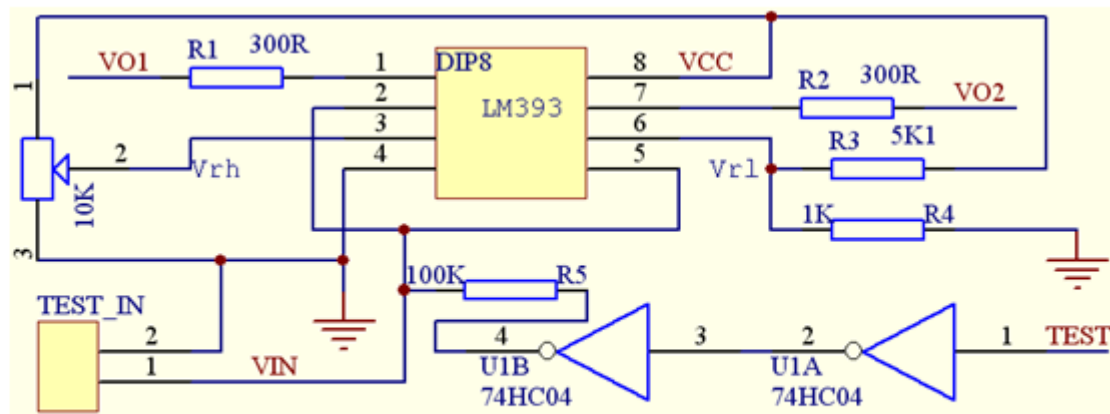 R1 300R
VO1
1 DIP8 8 VCC
LM393
2 7
3 6
4 5
R2 300R
VO2
R3 5K1
1K R4
1
2
3
10K
Vrh
Vrl
100K R5
TEST_IN
2
1 VIN
4 3 2 1 TEST
U1B U1A
74HC04 74HC04